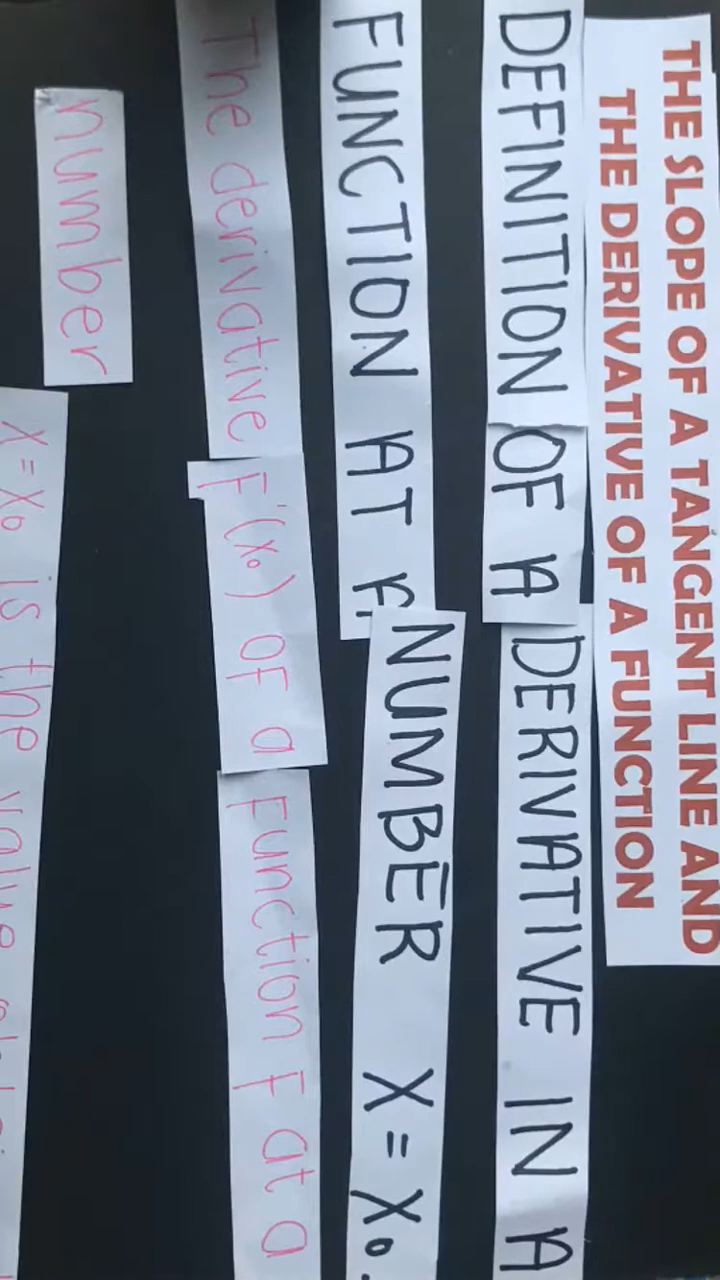 THE SLOPE OF A TANGENT LINE AND
THE DERIVATIVE OF A FUNCTION
DEFINITION OF A DERIVATIVE IN A
FUNCTION AT A NUMBER X = X₀.
The derivative F'(x₀) OF a Function F at a
number
X = X₀ is the value